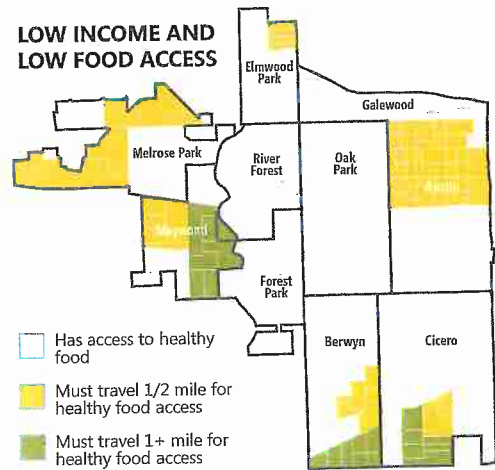 LOW INCOME AND
LOW FOOD ACCESS
Elmwood
Park
Galewood
Melrose Park
River
Forest
Oak
Park
Austin
Maywood
Forest
Park
Berwyn
Cicero
Has access to healthy
food
Must travel 1/2 mile for
healthy food access
Must travel 1+ mile for
healthy food access